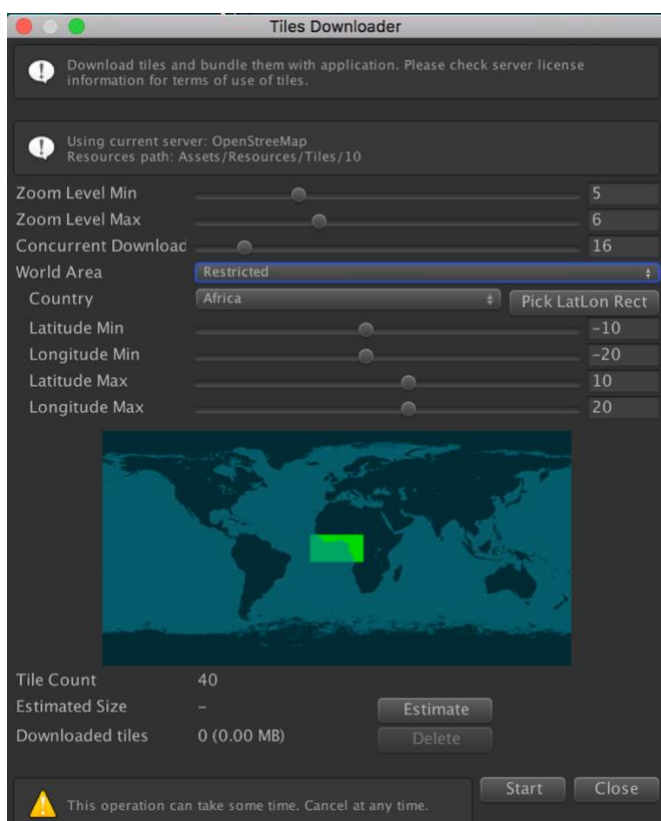 Tiles Downloader
Download tiles and bundle them with application. Please check server license
information for terms of use of tiles.
Using current server: OpenStreeMap
Resources path: Assets/Resources/Tiles/10
Zoom Level Min 5
Zoom Level Max 6
Concurrent Download 16
World Area Restricted
Country Africa Pick LatLon Rect
Latitude Min -10
Longitude Min -20
Latitude Max 10
Longitude Max 20
Tile Count 40
Estimated Size - Estimate
Downloaded tiles 0 (0.00 MB) Delete
Start Close
This operation can take some time. Cancel at any time.